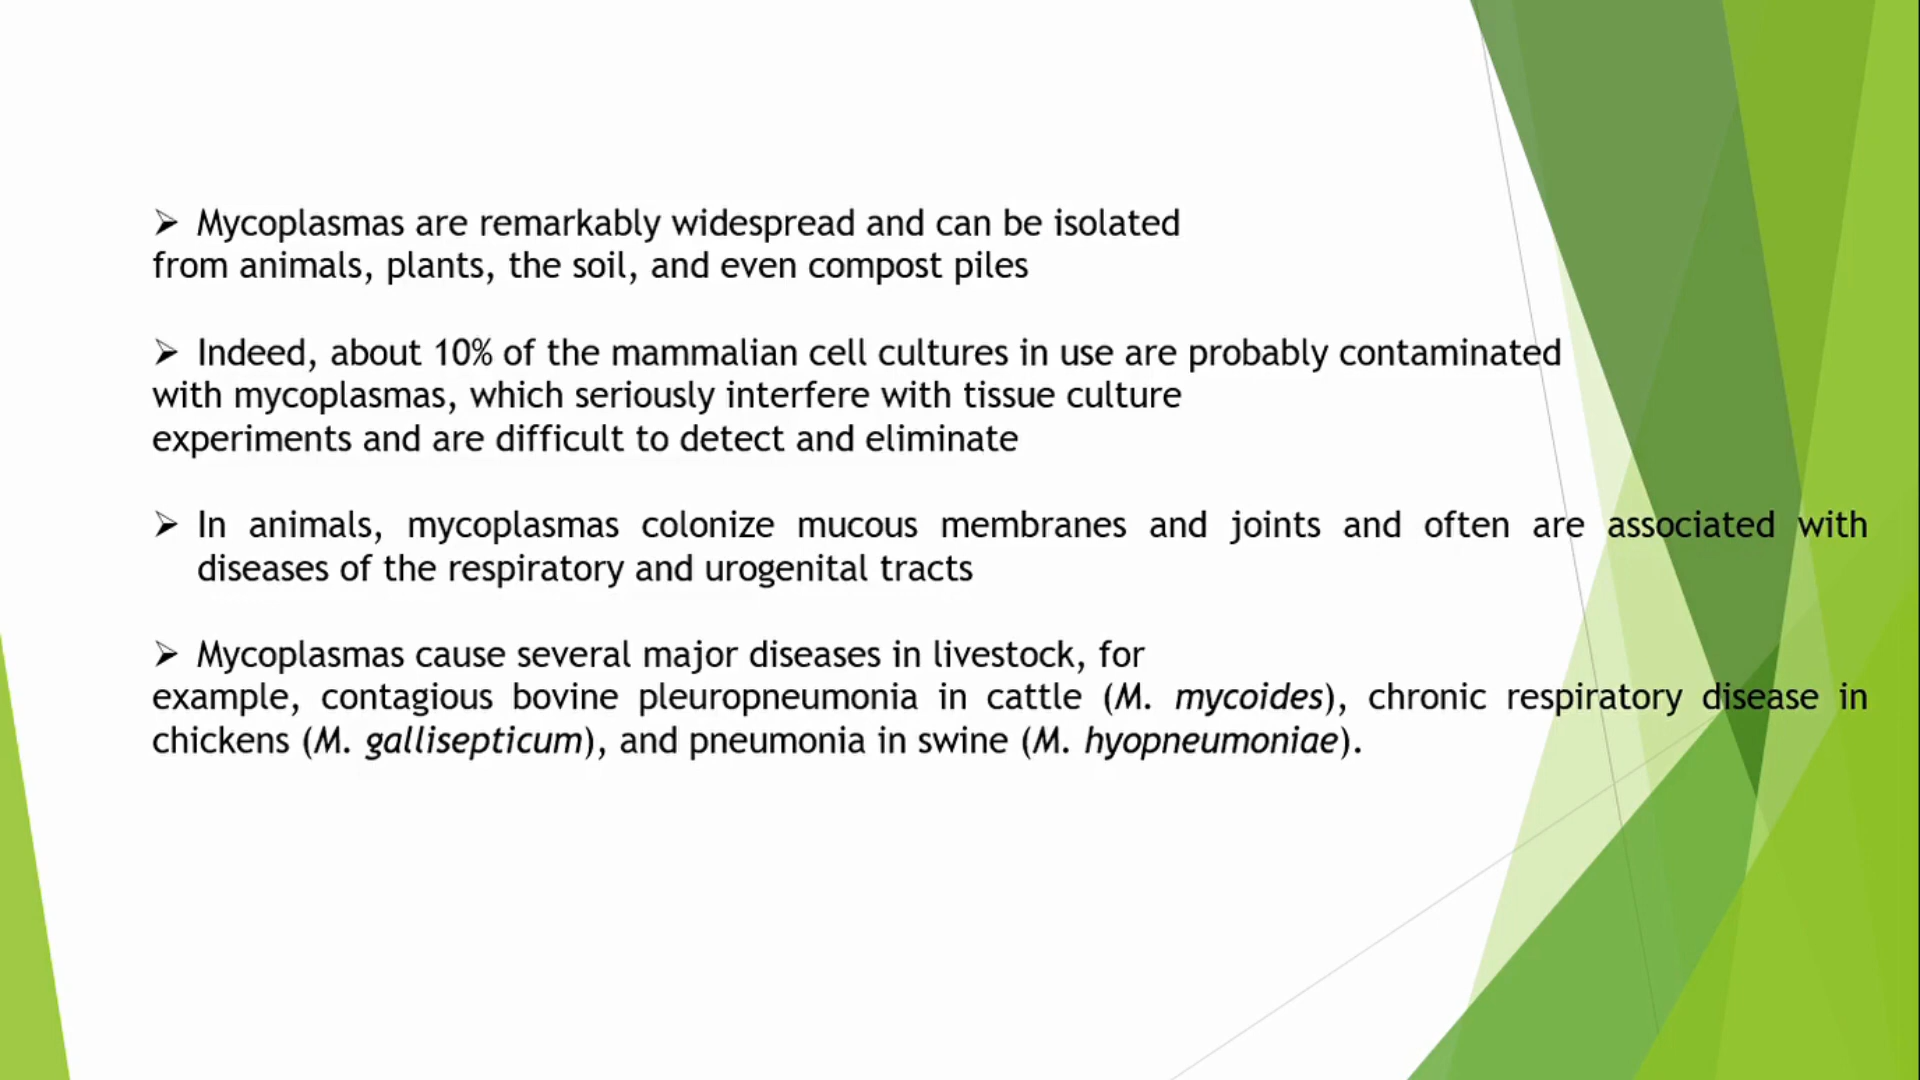 ➢ Mycoplasmas are remarkably widespread and can be isolated
from animals, plants, the soil, and even compost piles
➢ Indeed, about 10% of the mammalian cell cultures in use are probably contaminated
with mycoplasmas, which seriously interfere with tissue culture
experiments and are difficult to detect and eliminate
➢ In animals, mycoplasmas colonize mucous membranes and joints and often are associated with
diseases of the respiratory and urogenital tracts
➢ Mycoplasmas cause several major diseases in livestock, for
example, contagious bovine pleuropneumonia in cattle (M. mycoides), chronic respiratory disease in
chickens (M. gallisepticum), and pneumonia in swine (M. hyopneumoniae).